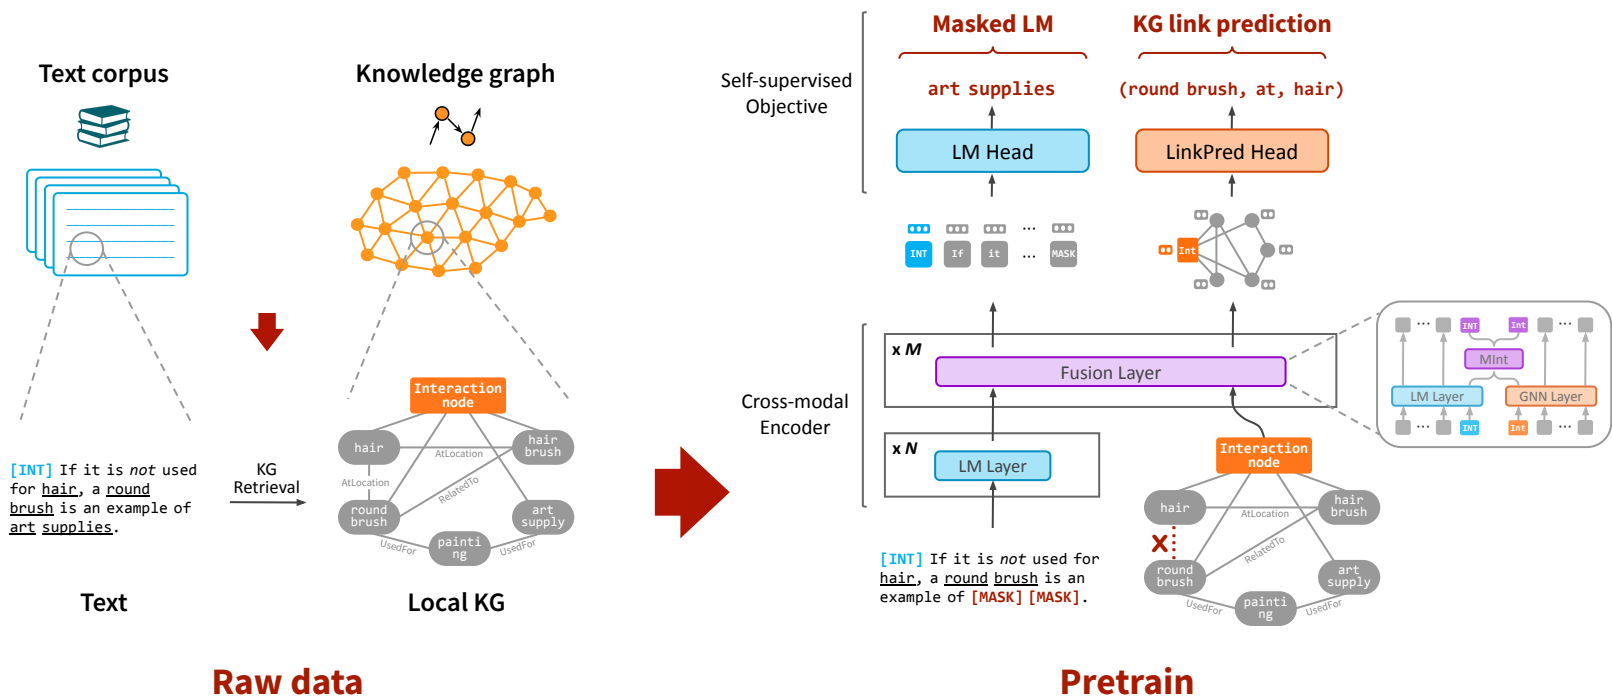 Text corpus
Knowledge graph
Interaction
node
hair
hair
brush
AtLocation
AtLocation
RelatedTo
round
brush
art
supply
painti
ng
UsedFor
UsedFor
[INT] If it is not used
for hair, a round
brush is an example of
art supplies.
KG
Retrieval
Text
Local KG
Raw data
Self-supervised
Objective
Masked LM
KG link prediction
art supplies
(round brush, at, hair)
LM Head
LinkPred Head
INT
If
it
...
MASK
Int
Cross-modal
Encoder
x M
Fusion Layer
x N
LM Layer
INT
Int
MInt
LM Layer
GNN Layer
INT
Int
Interaction
node
hair
hair
brush
AtLocation
X
RelatedTo
round
brush
art
supply
painti
ng
UsedFor
UsedFor
[INT] If it is not used for
hair, a round brush is an
example of [MASK] [MASK].
Pretrain